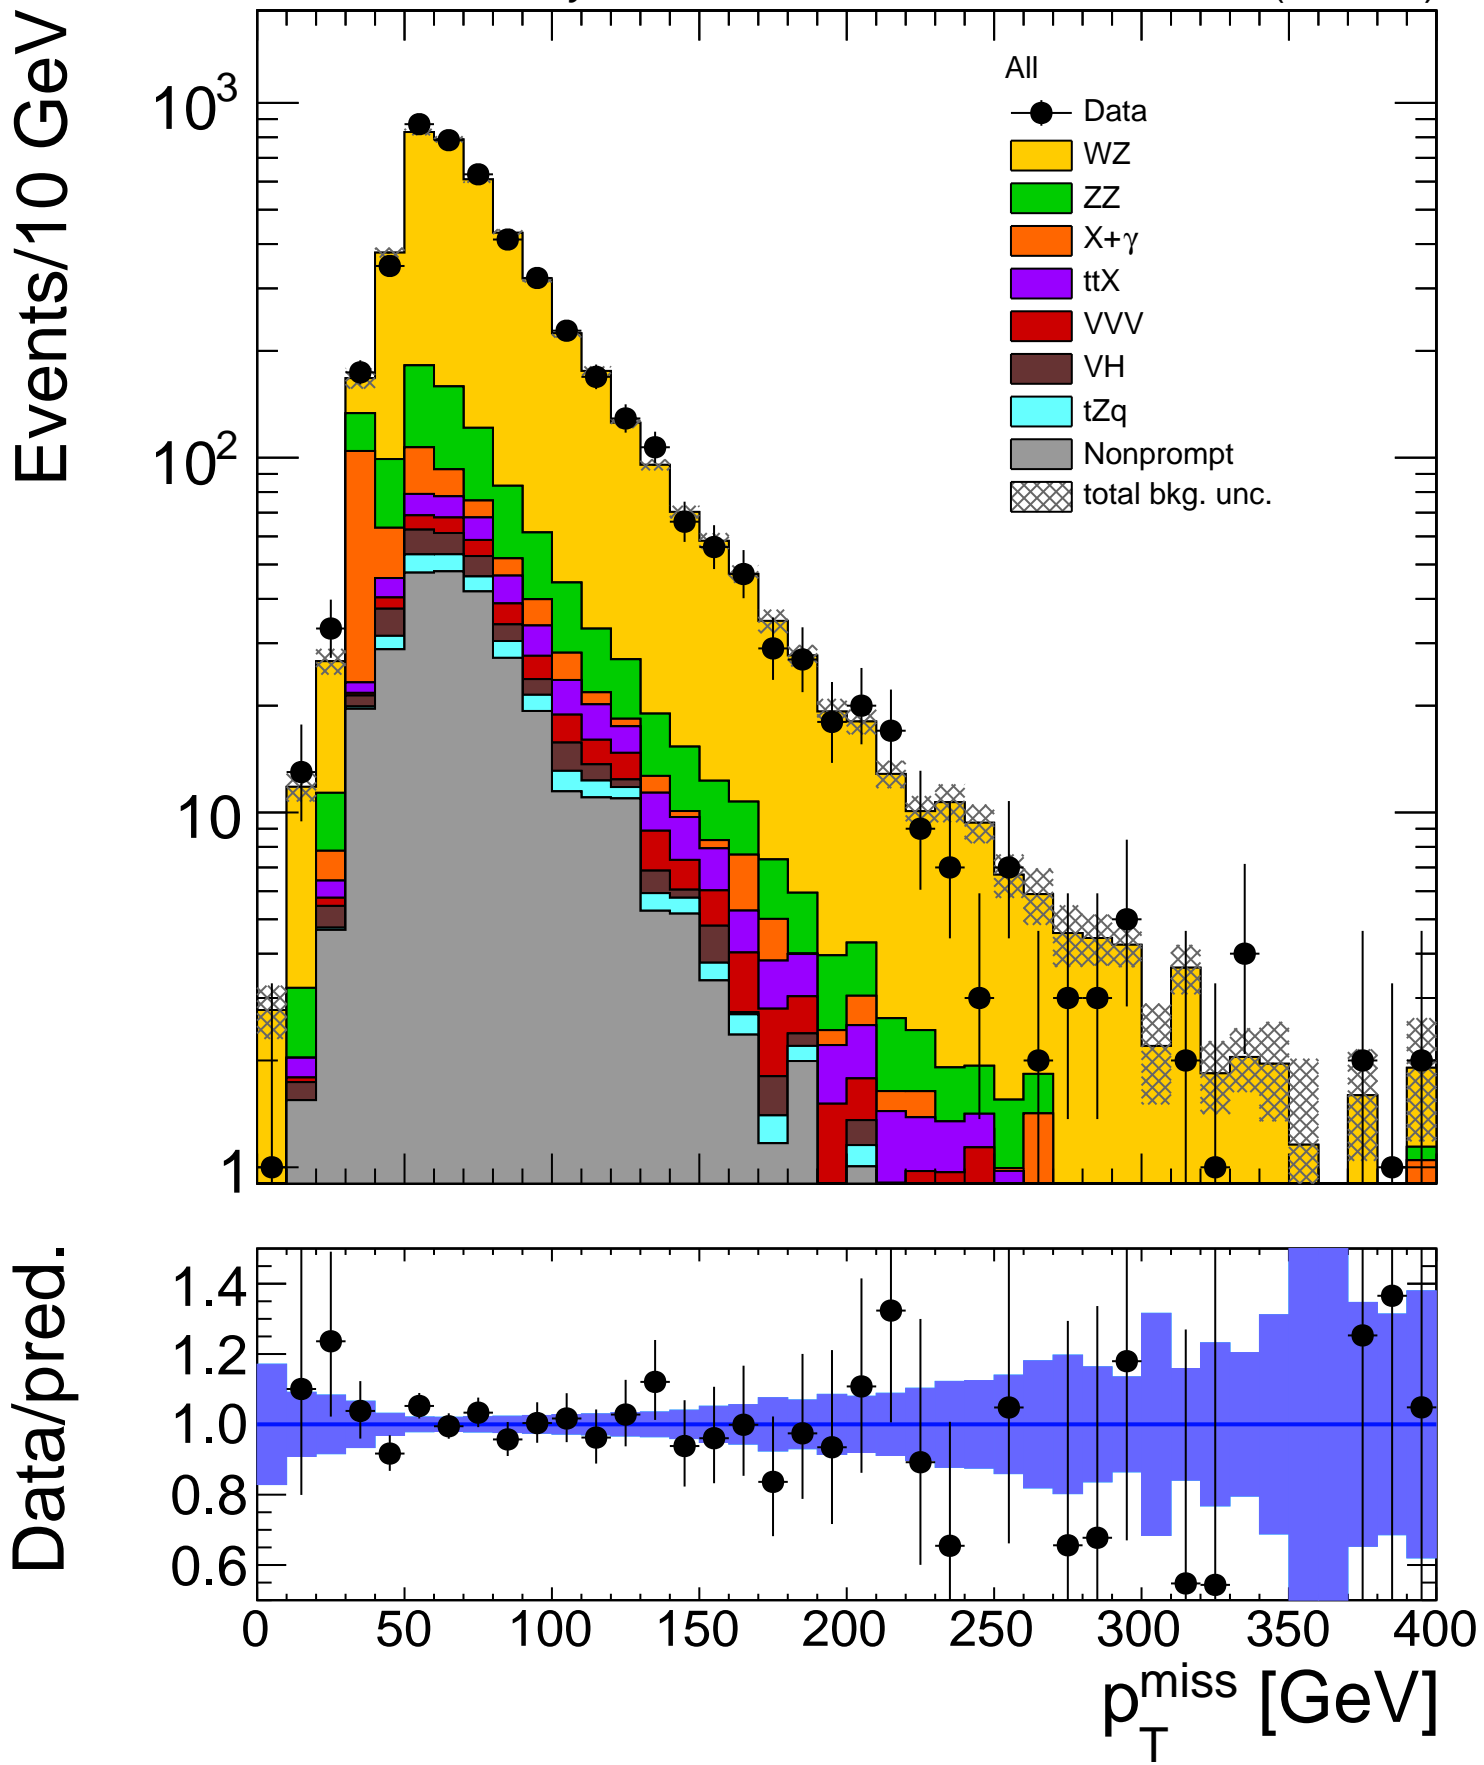 All
Data
WZ
ZZ
X+γ
ttX
VVV
VH
tZq
Nonprompt
total bkg. unc.
Events/10 GeV
10³
10²
10
1
Data/pred.
1.4
1.2
1.0
0.8
0.6
0 50 100 150 200 250 300 350 400
p_T^miss [GeV]